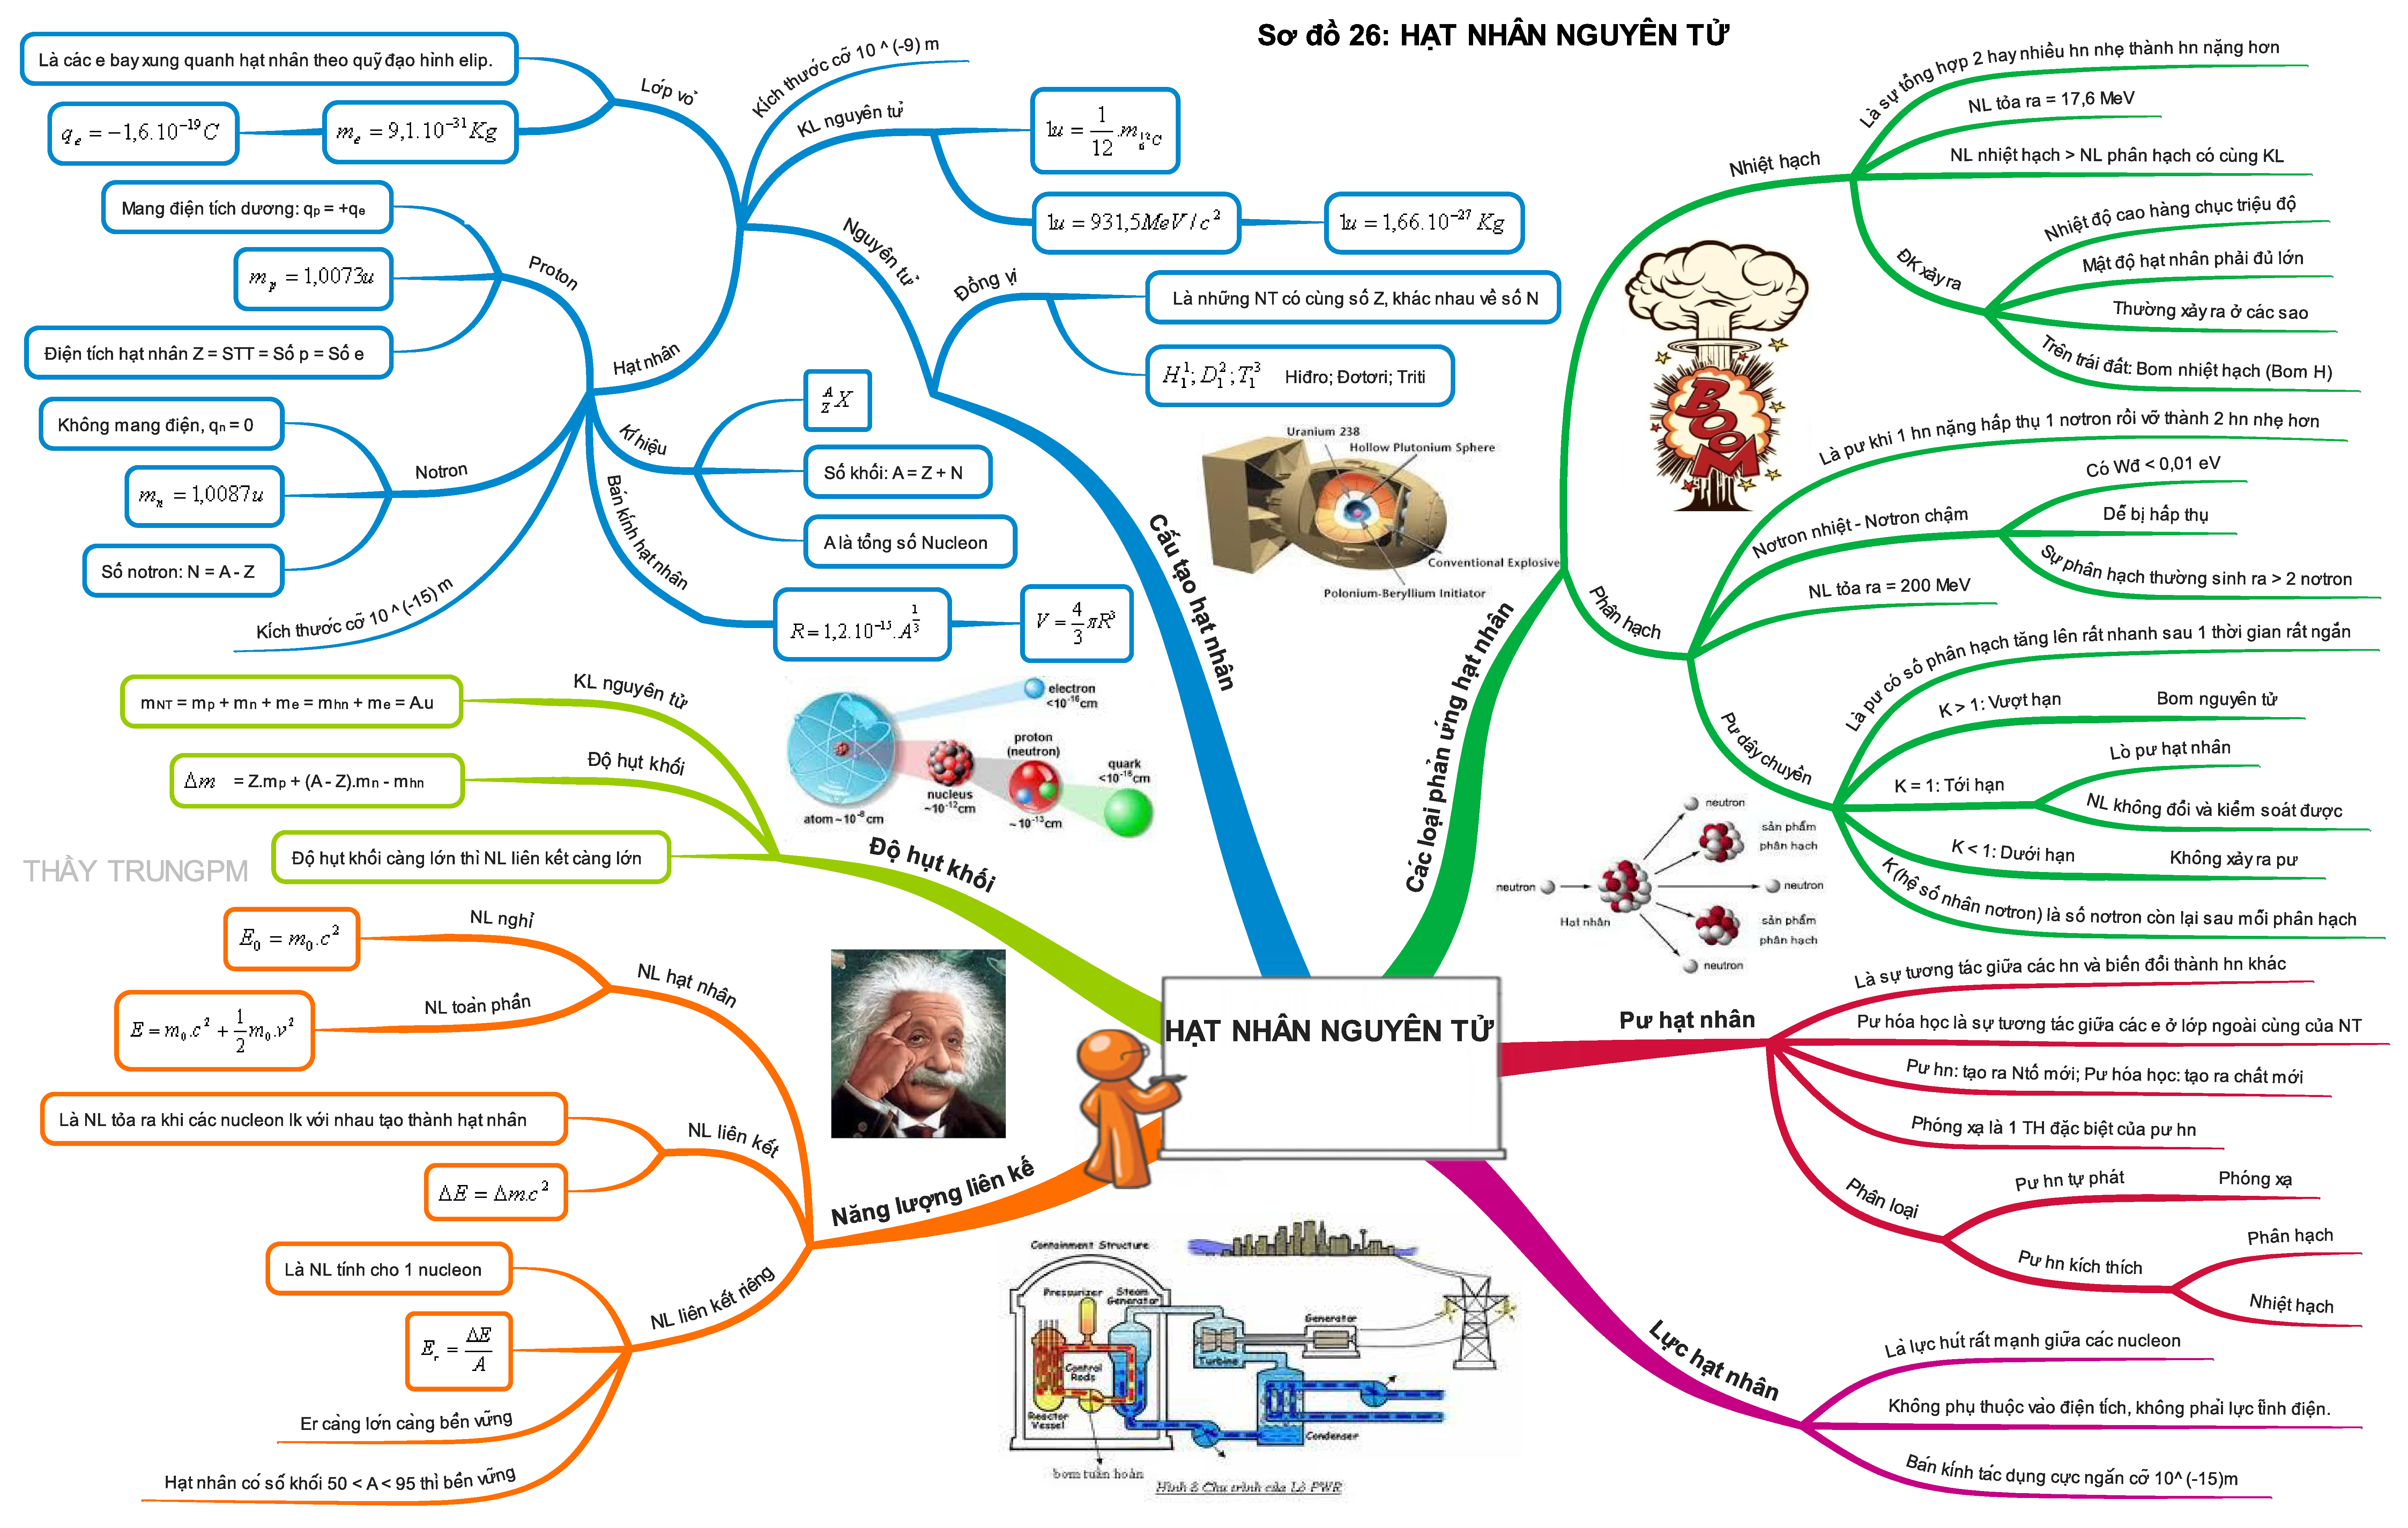 Sơ đồ 26: HẠT NHÂN NGUYÊN TỬ
HẠT NHÂN NGUYÊN TỬ
Cấu tạo hạt nhân
Nguyên tử
Lớp vỏ
Là các e bay xung quanh hạt nhân theo quỹ đạo hình elip.
m_e = 9,1.10^{-31} Kg
q_e = -1,6.10^{-19} C
Kích thước cỡ 10 ^ (-9) m
KL nguyên tử
1u = \frac{1}{12}.m
1u = 931,5MeV / c^2
1u = 1,66.10^{-27} Kg
Đồng vị
Là những NT có cùng số Z, khác nhau về số N
H_1^1; D_1^2; T_1^3 Hiđro; Đơtơri; Triti
Hạt nhân
Proton
Mang điện tích dương: qp = +qe
m_p = 1,0073u
Điện tích hạt nhân Z = STT = Số p = Số e
Notron
Không mang điện, qn = 0
m_n = 1,0087u
Số notron: N = A - Z
Kích thước cỡ 10 ^ (-15) m
Kí hiệu
^A_Z X
Số khối: A = Z + N
A là tổng số Nucleon
Bán kính hạt nhân
R = 1,2.10^{-15}.A^{\frac{1}{3}}
V = \frac{4}{3}πR^3
electron
<10^{-16}cm
proton
(neutron)
quark
<10^{-16}cm
nucleus
~10^{-12}cm
~10^{-13}cm
atom~10^{-8}cm
Uranium 238
Hollow Plutonium Sphere
Conventional Explosive
Polonium-Beryllium Initiator
Độ hụt khối
KL nguyên tử
mNT = mp + mn + me = mhn + me = A.u
Độ hụt khối
Δm = Z.mp + (A - Z).mn - mhn
Độ hụt khối càng lớn thì NL liên kết càng lớn
THẦY TRUNGPM
Năng lượng liên kế
NL hạt nhân
NL nghỉ
E_0 = m_0.c^2
NL toàn phần
E = m_0.c^2 + \frac{1}{2}m_0.v^2
NL liên kết
Là NL tỏa ra khi các nucleon lk với nhau tạo thành hạt nhân
ΔE = Δm.c^2
NL liên kết riêng
Là NL tính cho 1 nucleon
E_r = \frac{ΔE}{A}
Er càng lớn càng bền vững
Hạt nhân có số khối 50 < A < 95 thì bền vững
Containment Structure
Pressurizer
Steam
Generator
Control
Rods
Reactor
Vessel
Turbine
Generator
Condenser
bơm tuần hoàn
Hình 8 Chu trình của Lò PWR
Các loại phản ứng hạt nhân
Nhiệt hạch
Là sự tổng hợp 2 hay nhiều hn nhẹ thành hn nặng hơn
NL tỏa ra = 17,6 MeV
NL nhiệt hạch > NL phân hạch có cùng KL
ĐK xảy ra
Nhiệt độ cao hàng chục triệu độ
Mật độ hạt nhân phải đủ lớn
Thường xảy ra ở các sao
Trên trái đất: Bom nhiệt hạch (Bom H)
BOOM
Phân hạch
Là pư khi 1 hn nặng hấp thụ 1 nơtron rồi vỡ thành 2 hn nhẹ hơn
Nơtron nhiệt - Nơtron chậm
Có Wđ < 0,01 eV
Dễ bị hấp thụ
Sự phân hạch thường sinh ra > 2 nơtron
NL tỏa ra = 200 MeV
Pư dây chuyền
Là pư có số phân hạch tăng lên rất nhanh sau 1 thời gian rất ngắn
K > 1: Vượt hạn
Bom nguyên tử
K = 1: Tới hạn
Lò pư hạt nhân
NL không đổi và kiểm soát được
K < 1: Dưới hạn
Không xảy ra pư
K (hệ số nhân nơtron) là số nơtron còn lại sau mỗi phân hạch
neutron
sản phẩm
phân hạch
neutron
neutron
Hạt nhân
sản phẩm
phân hạch
neutron
Pư hạt nhân
Là sự tương tác giữa các hn và biến đổi thành hn khác
Pư hóa học là sự tương tác giữa các e ở lớp ngoài cùng của NT
Pư hn: tạo ra Ntố mới; Pư hóa học: tạo ra chất mới
Phóng xạ là 1 TH đặc biệt của pư hn
Phân loại
Pư hn tự phát
Phóng xạ
Pư hn kích thích
Phân hạch
Nhiệt hạch
Lực hạt nhân
Là lực hút rất mạnh giữa các nucleon
Không phụ thuộc vào điện tích, không phải lực tĩnh điện.
Bán kính tác dụng cực ngắn cỡ 10^ (-15)m